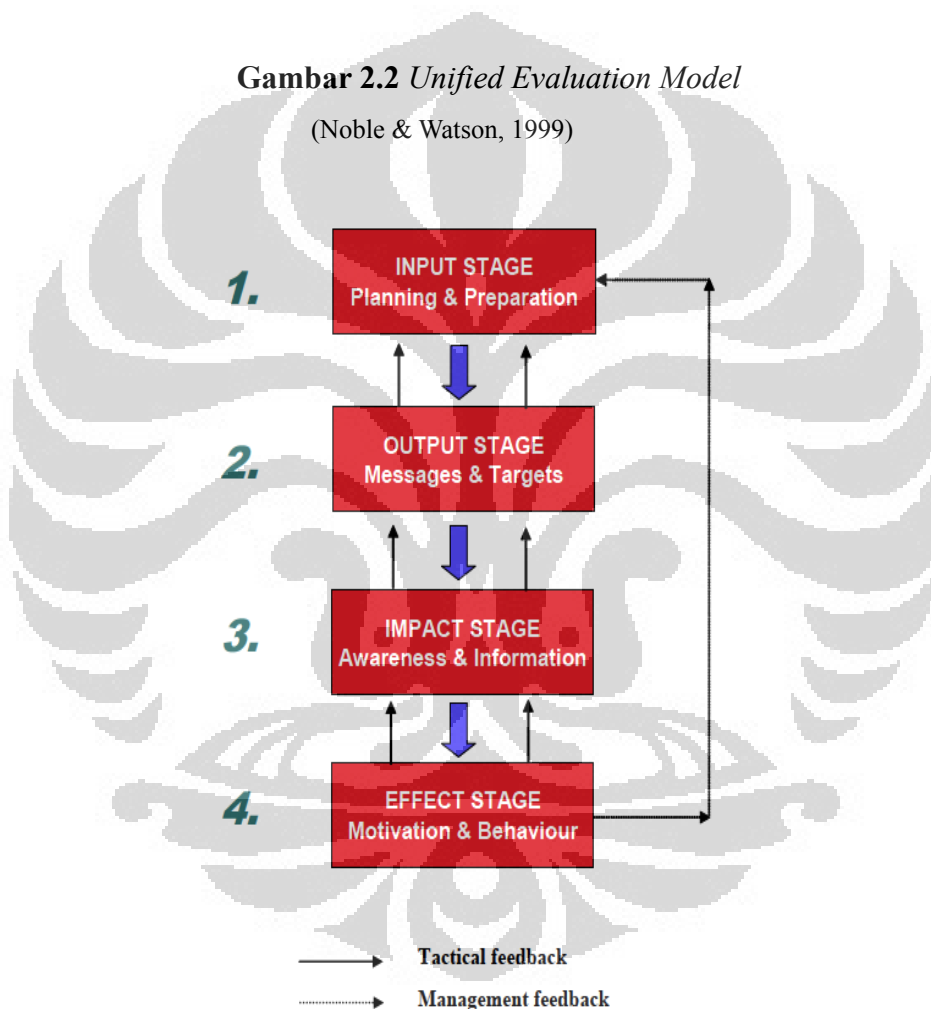 Gambar 2.2 Unified Evaluation Model
(Noble & Watson, 1999)
1.
INPUT STAGE
Planning & Preparation
2.
OUTPUT STAGE
Messages & Targets
3.
IMPACT STAGE
Awareness & Information
4.
EFFECT STAGE
Motivation & Behaviour
Tactical feedback
Management feedback